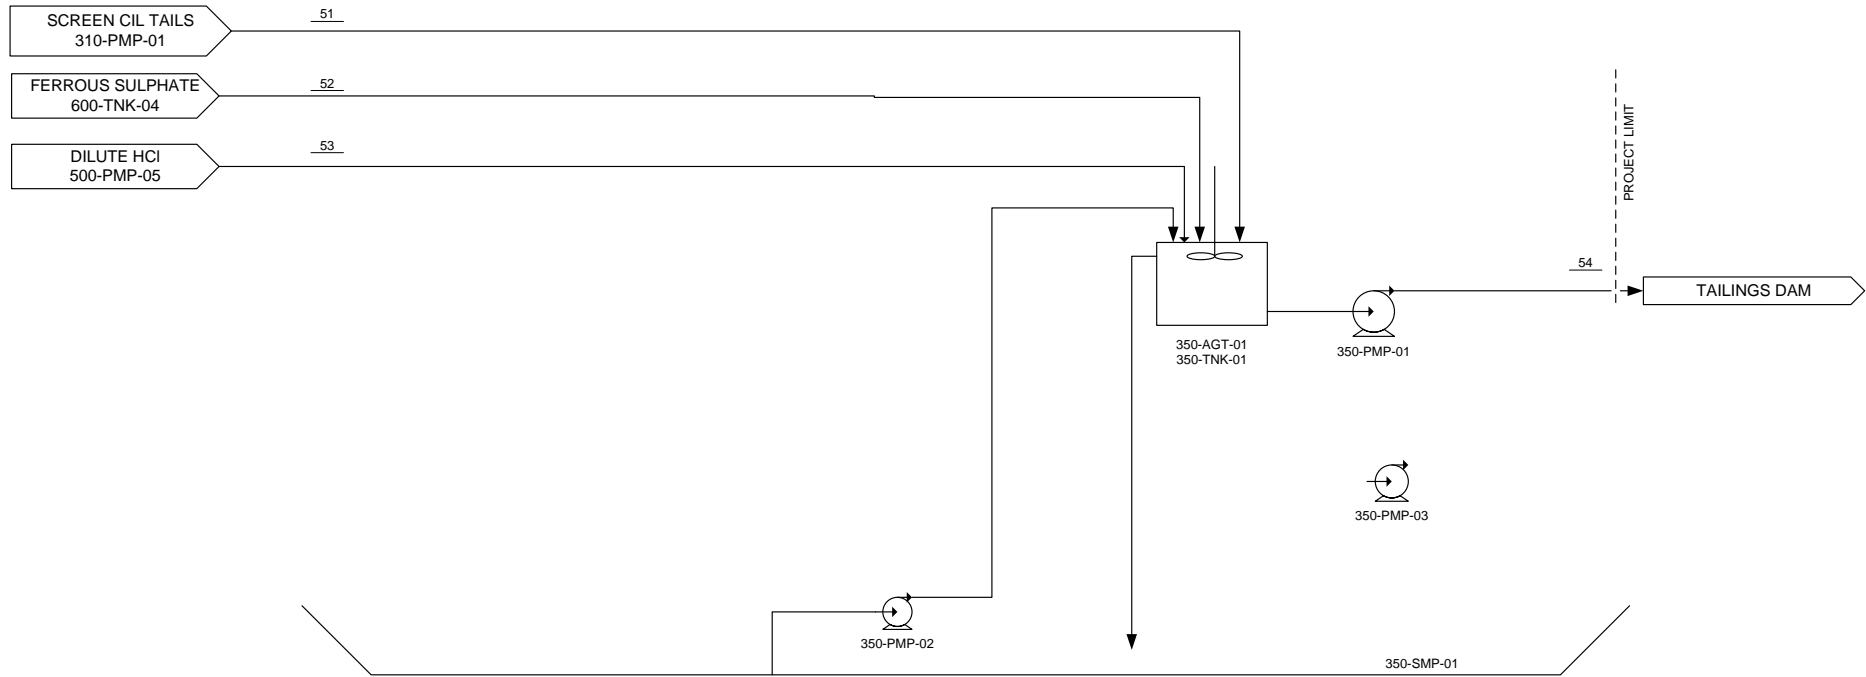 SCREEN CIL TAILS
310-PMP-01
51
FERROUS SULPHATE
600-TNK-04
52
DILUTE HCl
500-PMP-05
53
PROJECT LIMIT
54
TAILINGS DAM
350-AGT-01
350-TNK-01
350-PMP-01
350-PMP-03
350-PMP-02
350-SMP-01